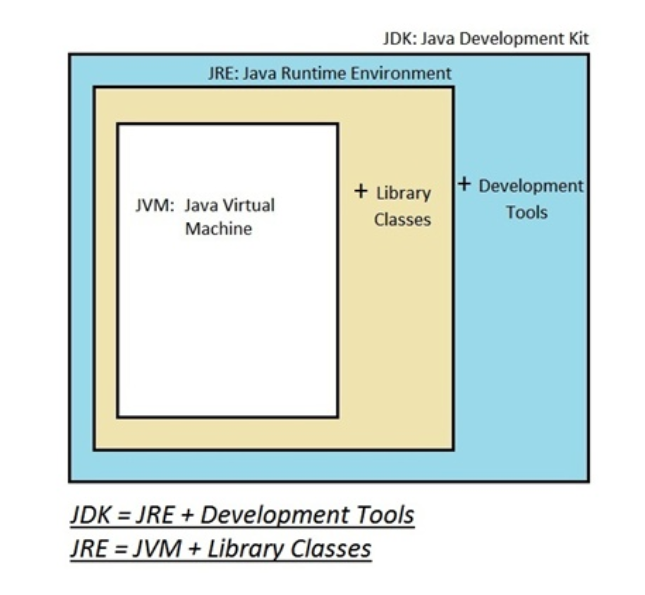 JDK: Java Development Kit
JRE: Java Runtime Environment
JVM: Java Virtual
Machine
+ Library
Classes
+ Development
Tools
JDK = JRE + Development Tools
JRE = JVM + Library Classes